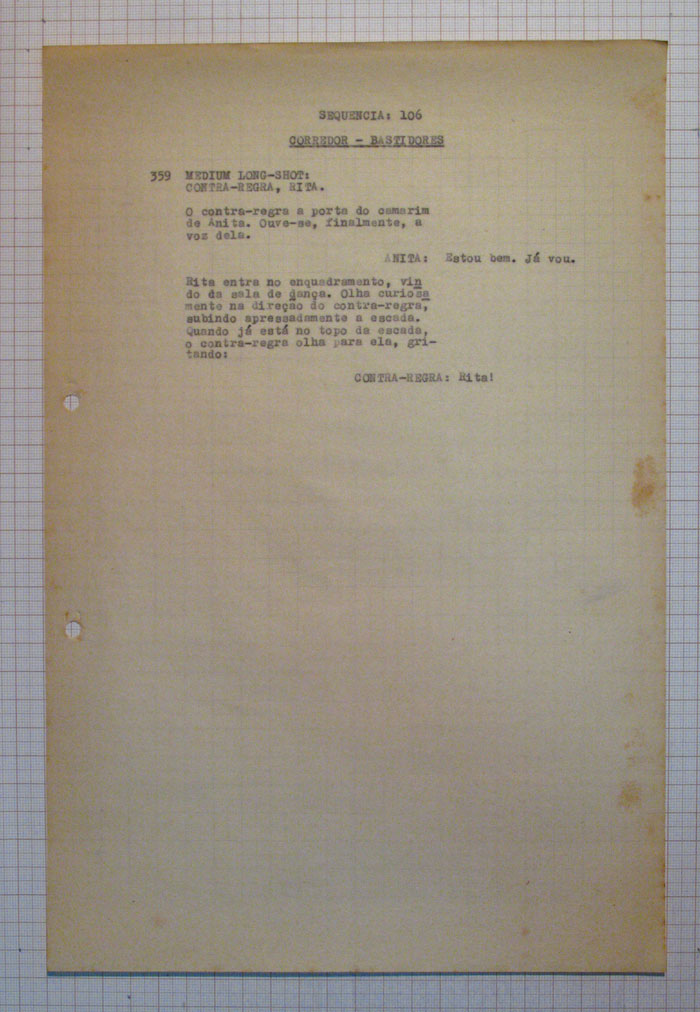 SEQUENCIA: 106
CORREDOR - BASTIDORES
359 MEDIUM LONG-SHOT:
CONTRA-REGRA, RITA.
O contra-regra a porta do camarim
de Anita. Ouve-se, finalmente, a
voz dela.
ANITA: Estou bem. Já vou.
Rita entra no enquadramento, vin
do da sala de dança. Olha curiosa
mente na direção do contra-regra,
subindo apressadamente a escada.
Quando já está no topo da escada,
o contra-regra olha para ela, gri-
tando:
CONTRA-REGRA: Rita!